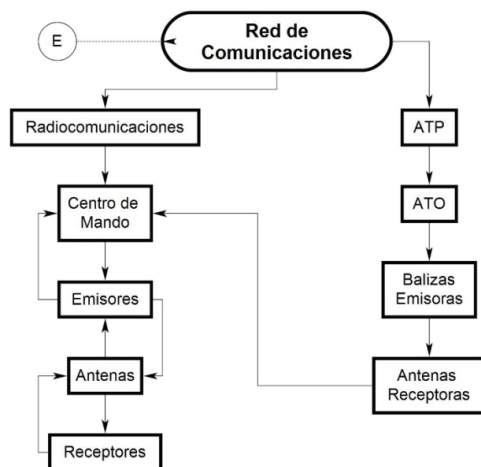 E
Red de
Comunicaciones
Radiocomunicaciones
ATP
Centro de
Mando
ATO
Emisores
Balizas
Emisoras
Antenas
Antenas
Receptoras
Receptores